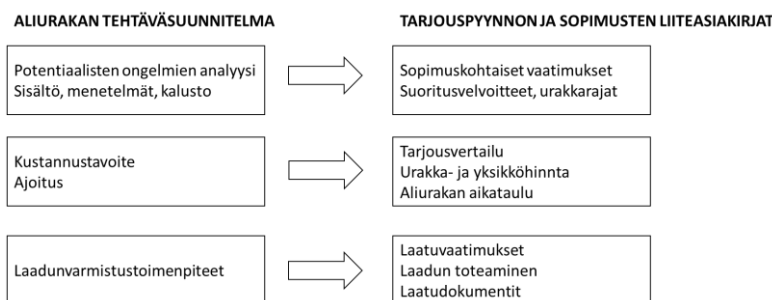 ALIURAKAN TEHTÄVÄSUUNNITELMA
TARJOUSPYYNNON JA SOPIMUSTEN LIITEASIAKIRJAT
Potentiaalisten ongelmien analyysi
Sisältö, menetelmät, kalusto
Sopimuskohtaiset vaatimukset
Suoritusvelvoitteet, urakkarajat
Kustannustavoite
Ajoitus
Tarjousvertailu
Urakka- ja yksikköhinnta
Aliurakan aikataulu
Laadunvarmistustoimenpiteet
Laatuvaatimukset
Laadun toteaminen
Laatudokumentit